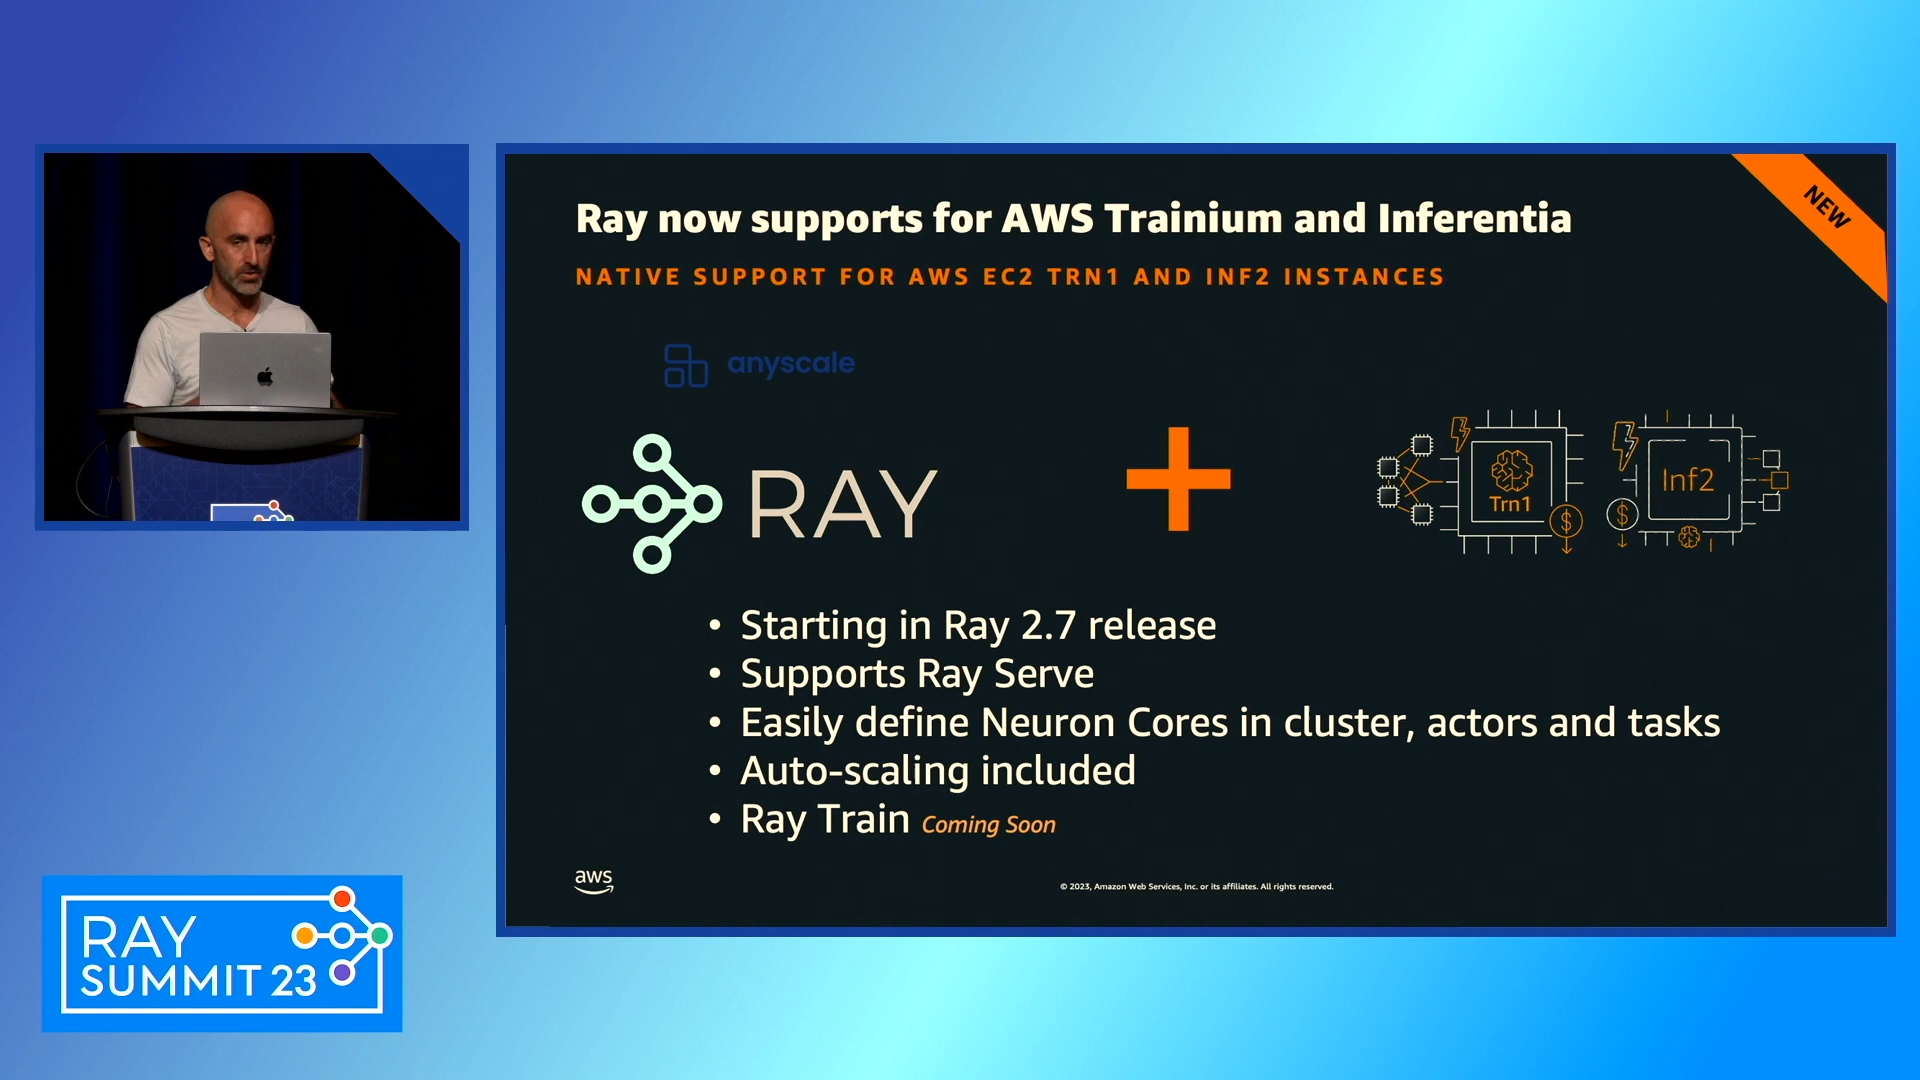 Ray now supports for AWS Trainium and Inferentia
NEW
NATIVE SUPPORT FOR AWS EC2 TRN1 AND INF2 INSTANCES
anyscale
RAY
Trn1
$
$
Inf2
• Starting in Ray 2.7 release
• Supports Ray Serve
• Easily define Neuron Cores in cluster, actors and tasks
• Auto-scaling included
• Ray Train Coming Soon
aws
© 2023, Amazon Web Services, Inc. or its affiliates. All rights reserved.
RAY
SUMMIT 23